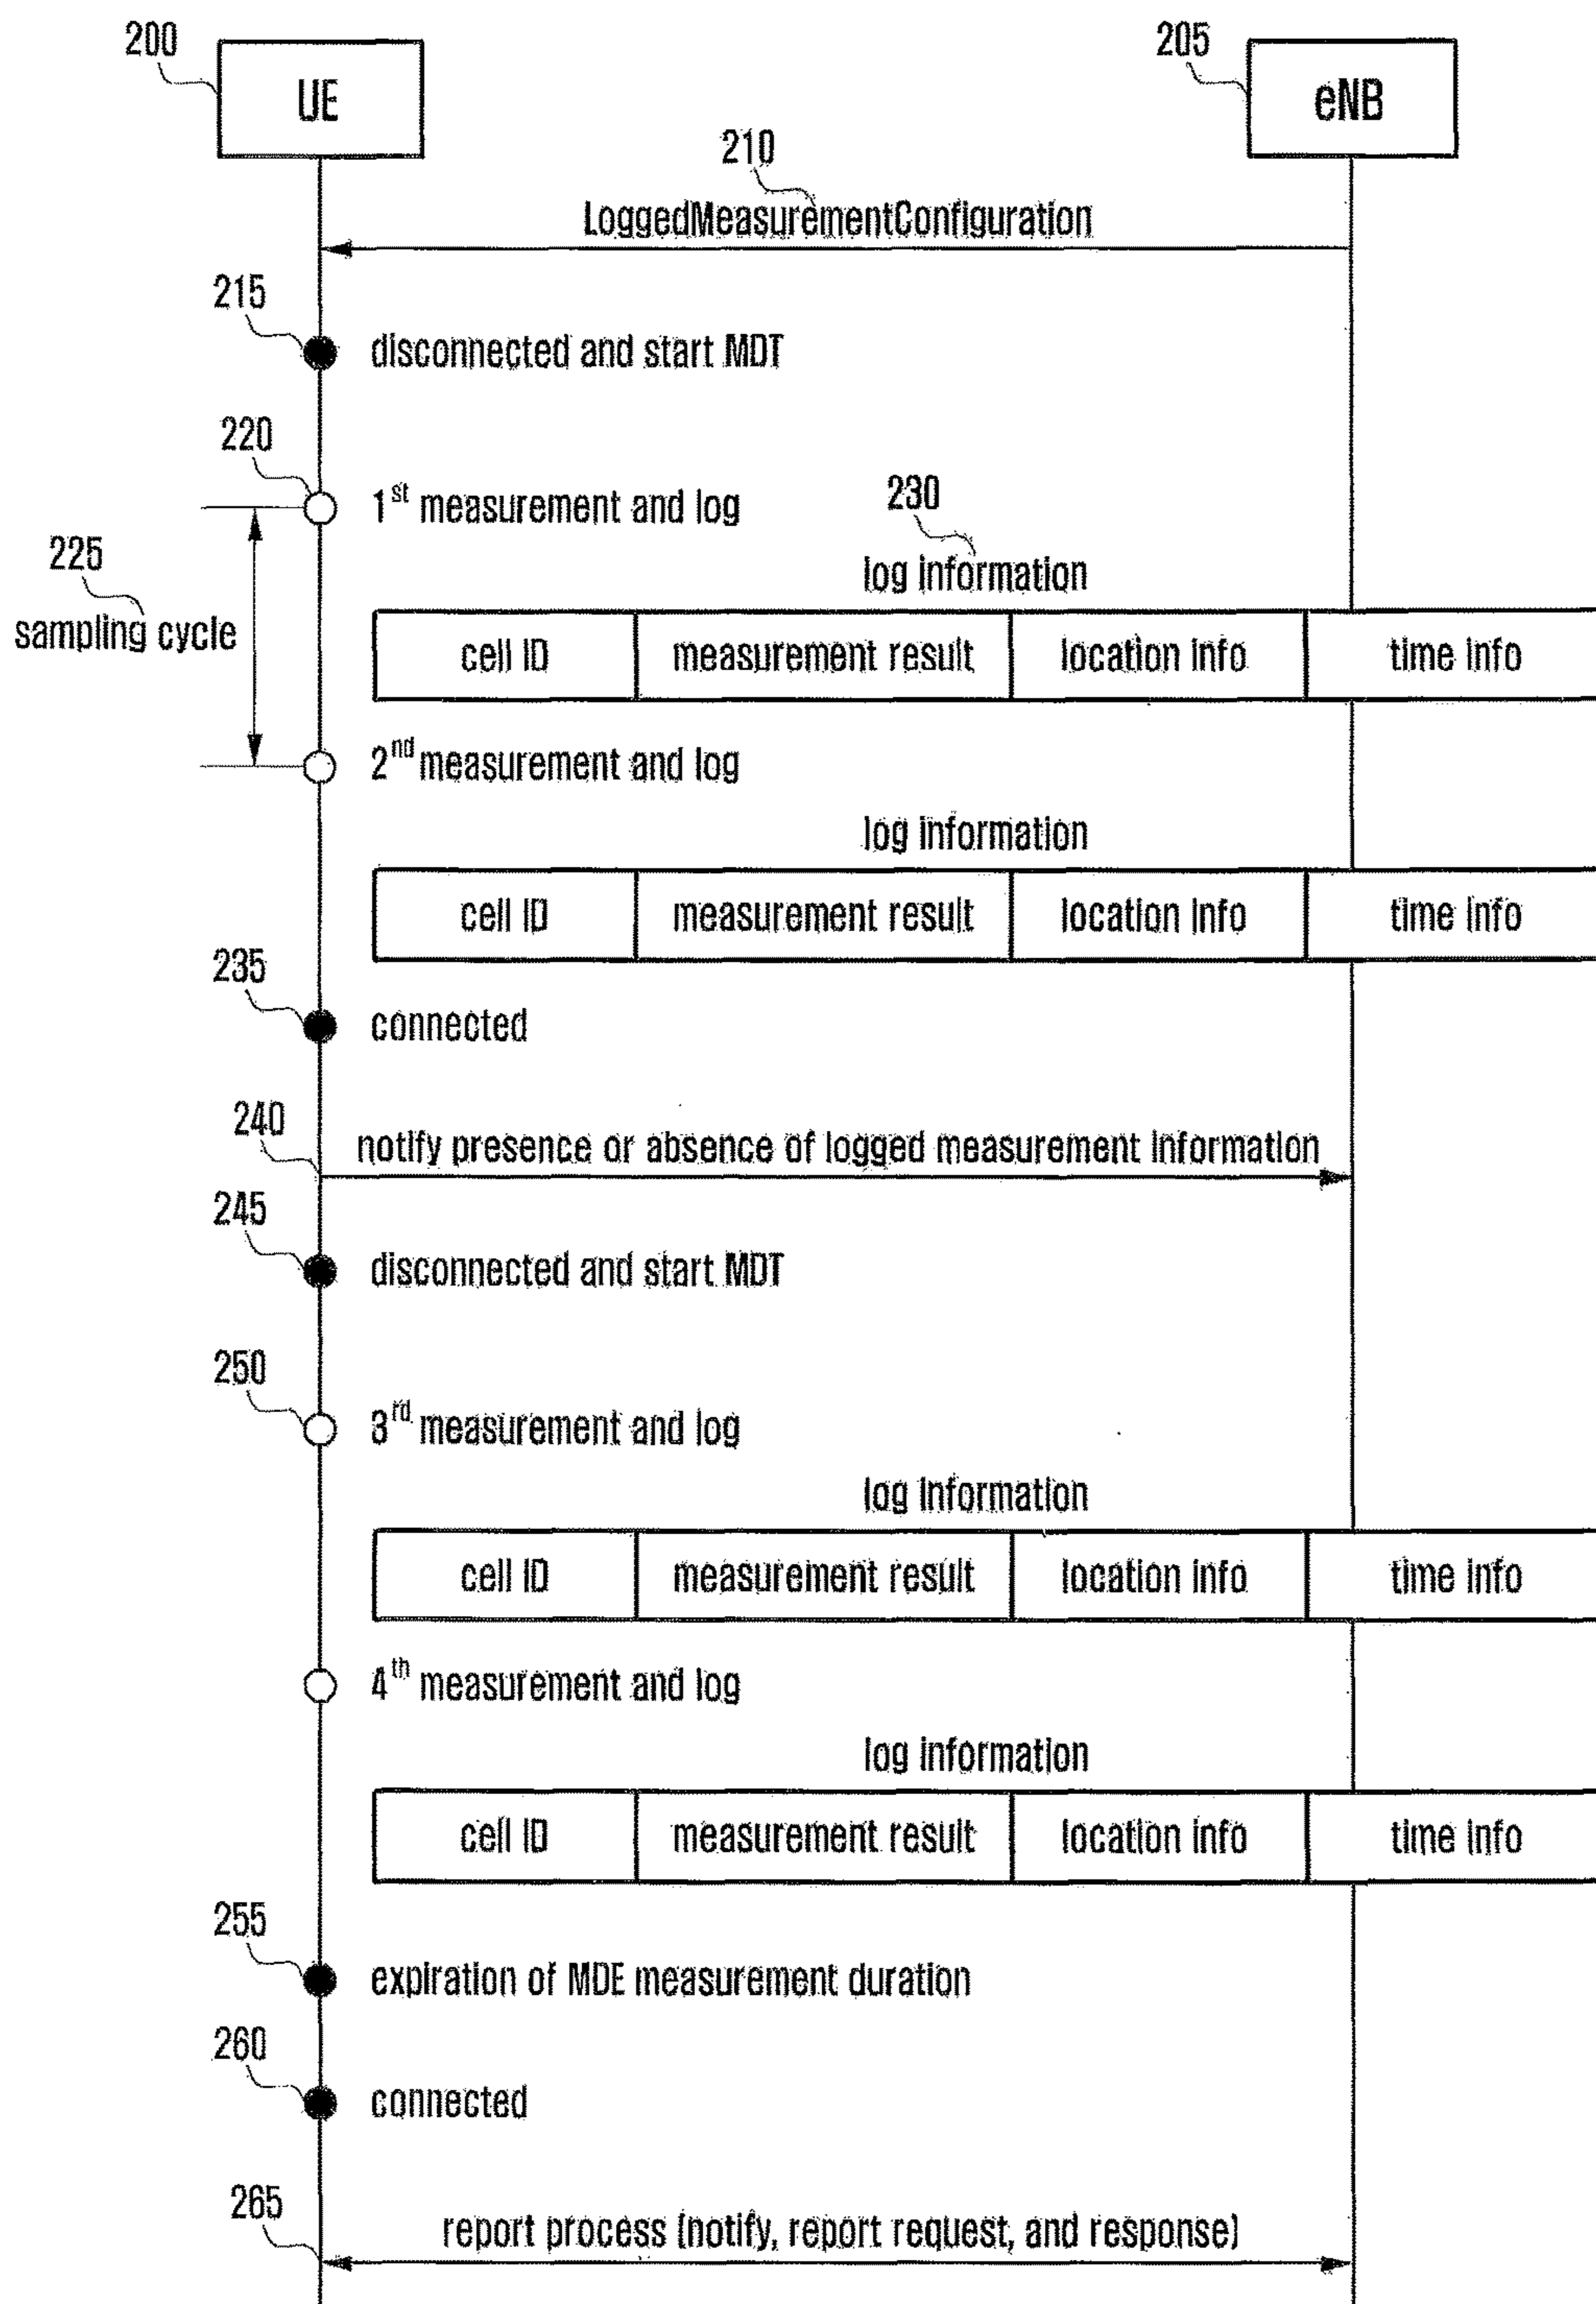 200
UE
205
eNB
210
LoggedMeasurementConfiguration
215
disconnected and start MDT
220
1st measurement and log
225
sampling cycle
230
log information
cell ID measurement result location info time info
2nd measurement and log
log information
cell ID measurement result location info time info
235
connected
240
notify presence or absence of logged measurement information
245
disconnected and start MDT
250
3rd measurement and log
log information
cell ID measurement result location info time info
4th measurement and log
log information
cell ID measurement result location info time info
255
expiration of MDE measurement duration
260
connected
265
report process (notify, report request, and response)